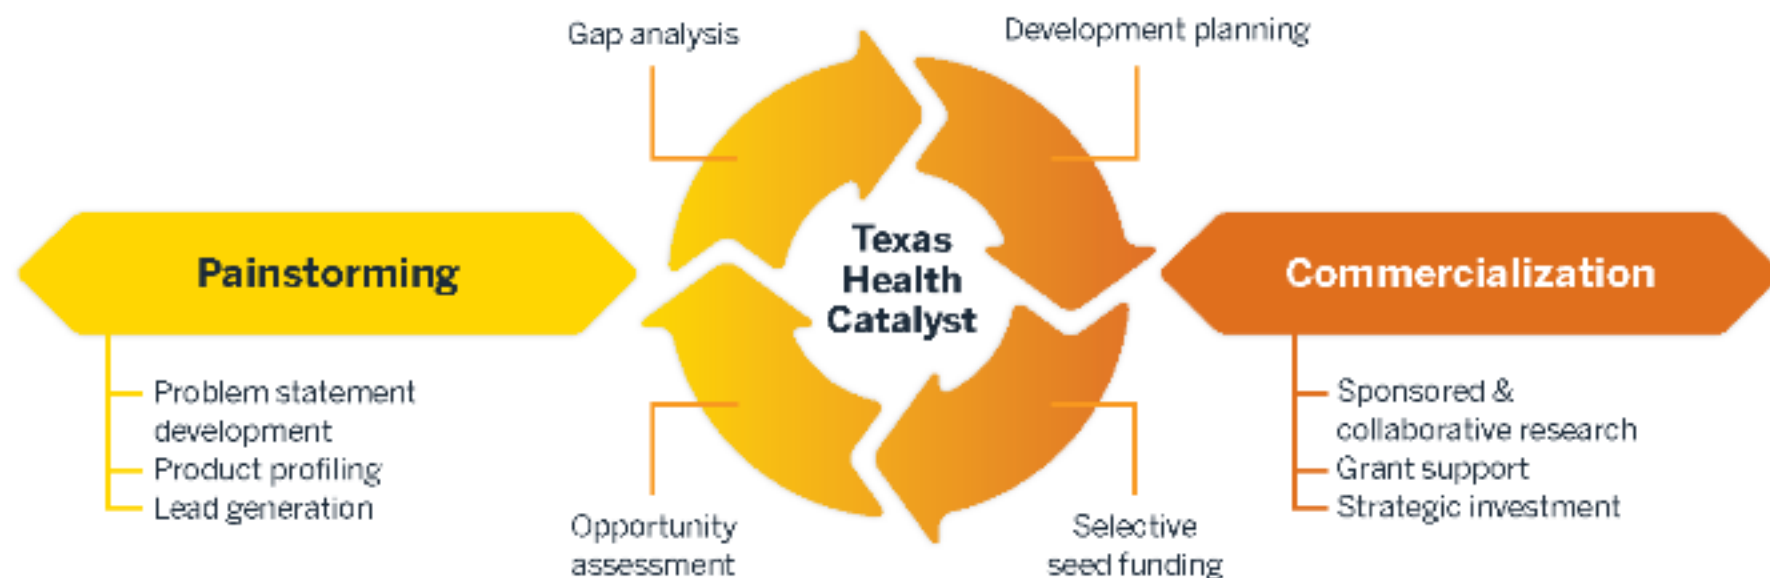 Gap analysis
Development planning
Painstorming
Problem statement
development
Product profiling
Lead generation
Texas
Health
Catalyst
Commercialization
Sponsored &
collaborative research
Grant support
Strategic investment
Opportunity
assessment
Selective
seed funding